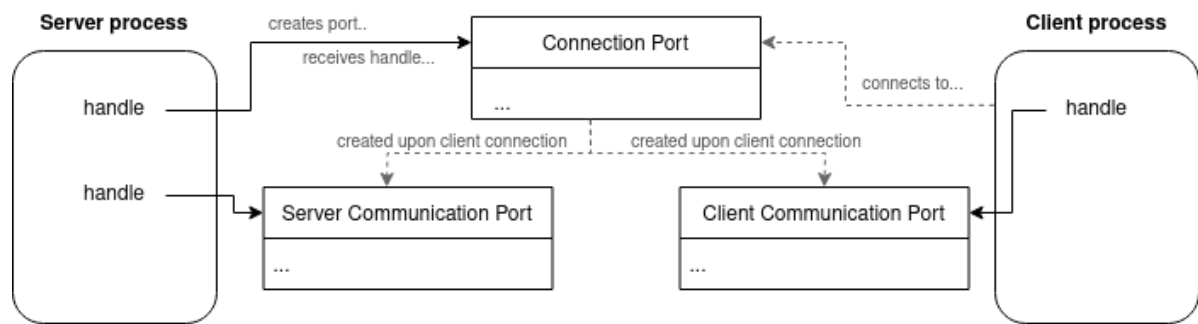 Server process
Client process
creates port..
receives handle...
Connection Port
...
connects to...
handle
handle
created upon client connection
created upon client connection
handle
Server Communication Port
...
Client Communication Port
...